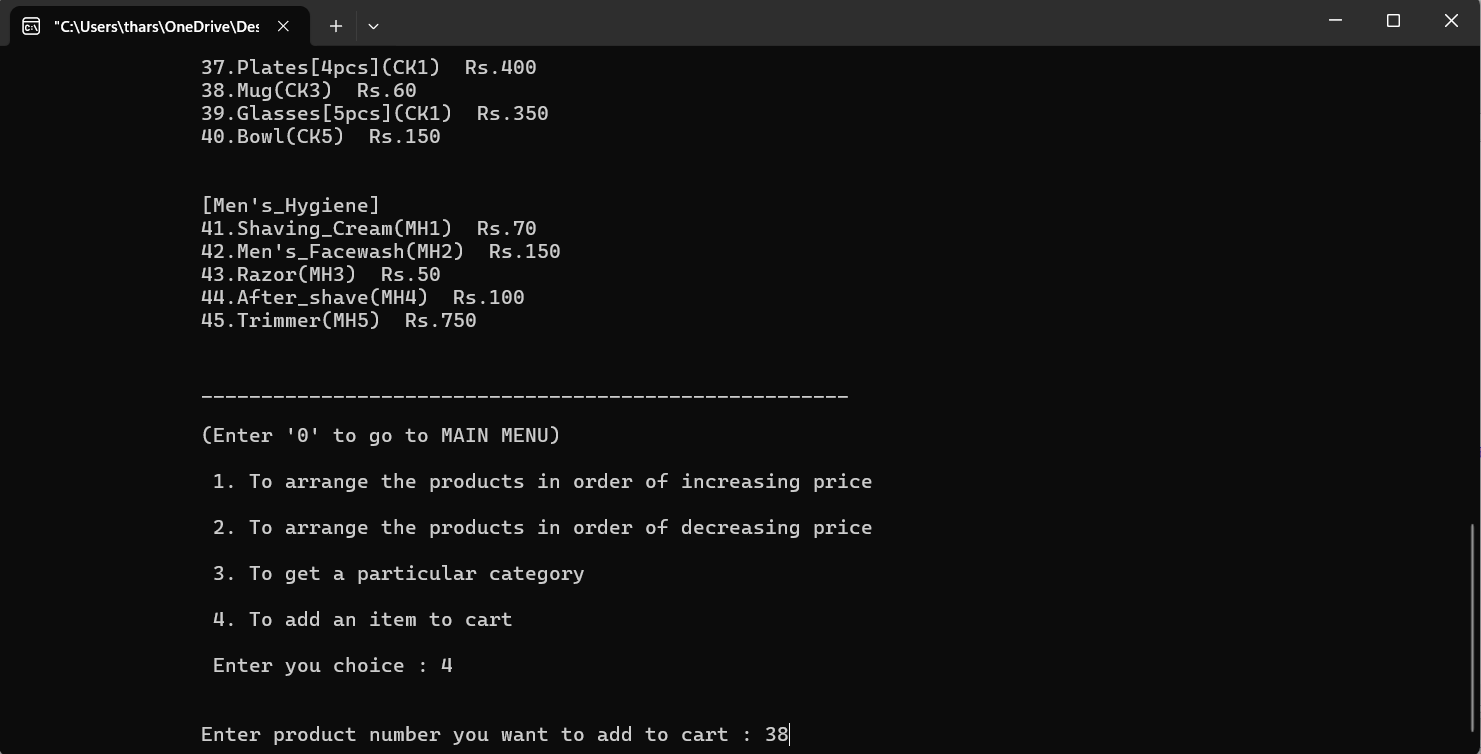 "C:\Users\thars\OneDrive\Des
37.Plates[4pcs](CK1)  Rs.400
38.Mug(CK3)  Rs.60
39.Glasses[5pcs](CK1)  Rs.350
40.Bowl(CK5)  Rs.150
[Men's_Hygiene]
41.Shaving_Cream(MH1)  Rs.70
42.Men's_Facewash(MH2)  Rs.150
43.Razor(MH3)  Rs.50
44.After_shave(MH4)  Rs.100
45.Trimmer(MH5)  Rs.750
------------------------------------------------------
(Enter '0' to go to MAIN MENU)
1. To arrange the products in order of increasing price
2. To arrange the products in order of decreasing price
3. To get a particular category
4. To add an item to cart
Enter you choice : 4
Enter product number you want to add to cart : 38